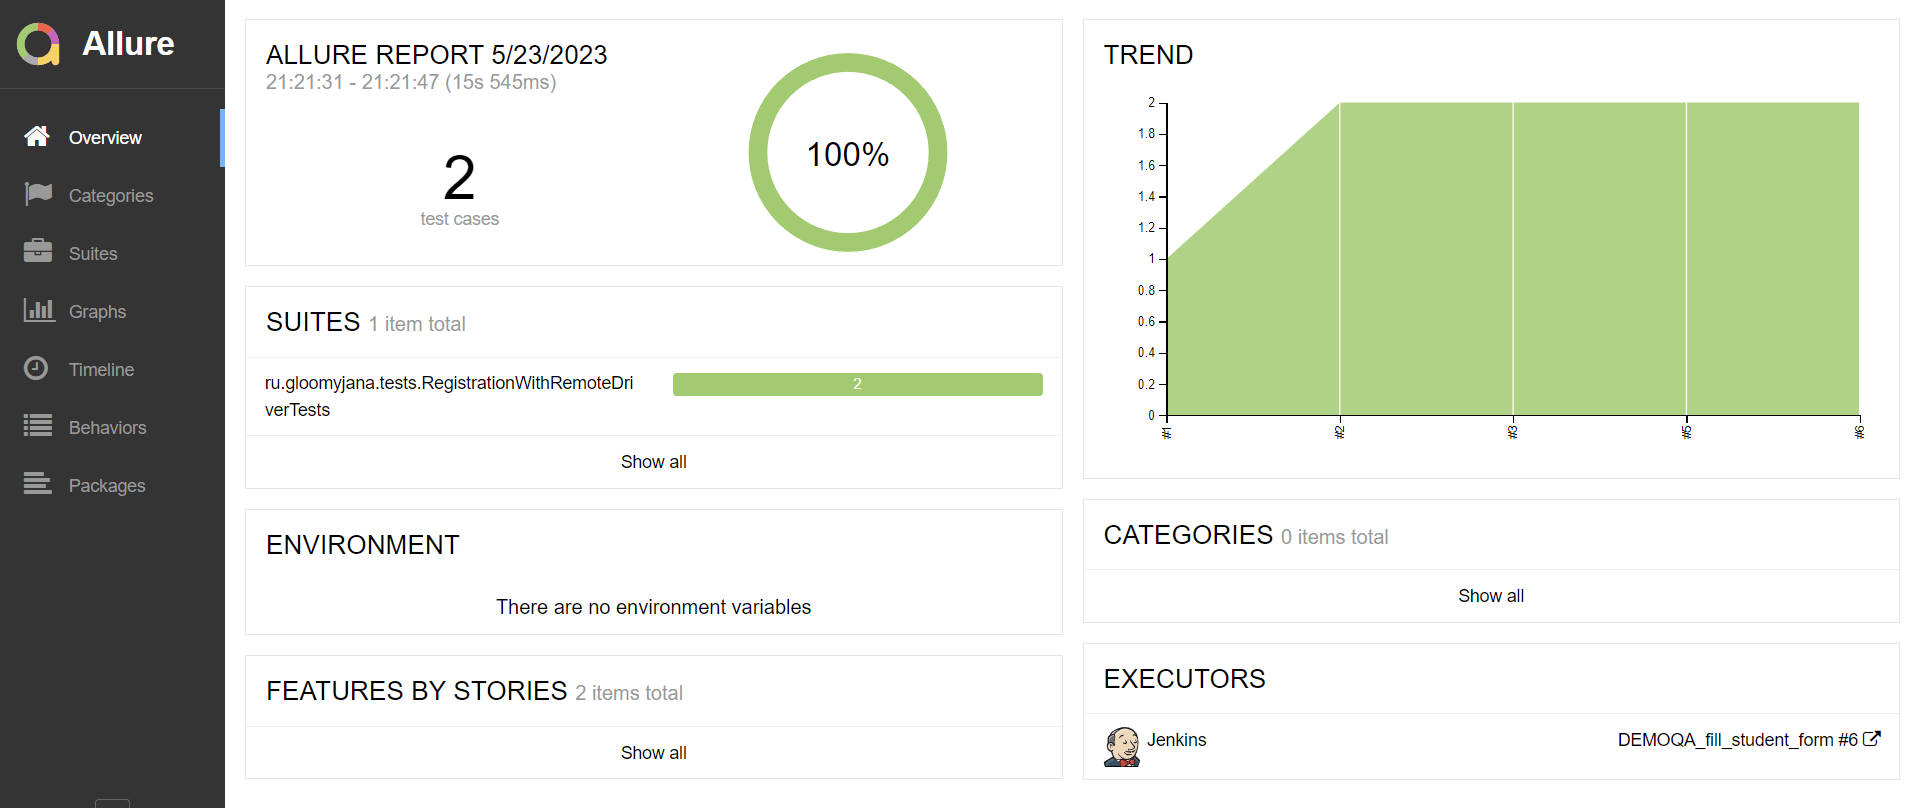 Allure
Overview
Categories
Suites
Graphs
Timeline
Behaviors
Packages
ALLURE REPORT 5/23/2023
21:21:31 - 21:21:47 (15s 545ms)
2
test cases
100%
SUITES 1 item total
ru.gloomyjana.tests.RegistrationWithRemoteDri
verTests
2
Show all
ENVIRONMENT
There are no environment variables
FEATURES BY STORIES 2 items total
Show all
TREND
2
1.8
1.6
1.4
1.2
1
0.8
0.6
0.4
0.2
0
#1
#2
#3
#5
#6
CATEGORIES 0 items total
Show all
EXECUTORS
Jenkins
DEMOQA_fill_student_form #6